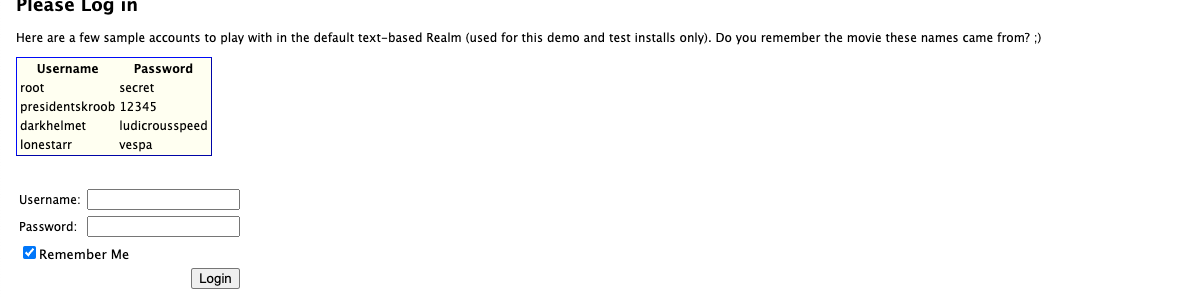 Please Log in
Here are a few sample accounts to play with in the default text-based Realm (used for this demo and test installs only). Do you remember the movie these names came from? ;)
Username Password
root secret
presidentskroob 12345
darkhelmet ludicrousspeed
lonestarr vespa
Username:
Password:
Remember Me
Login